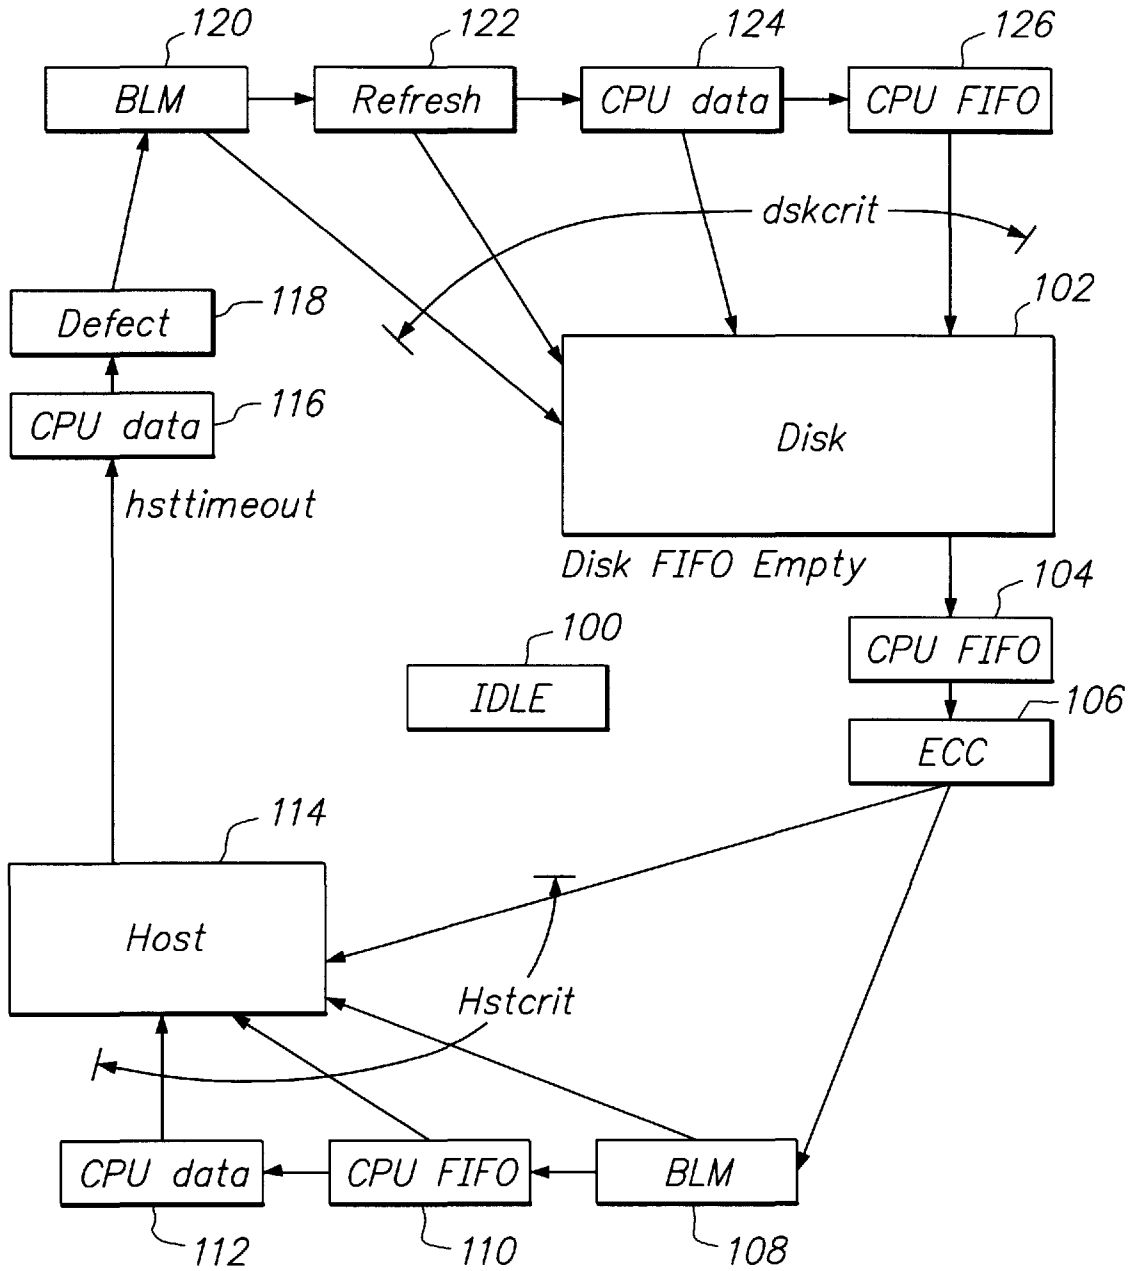 120
122
124
126
BLM
Refresh
CPU data
CPU FIFO
dskcrit
102
118
Defect
116
CPU data
Disk
hsttimeout
Disk FIFO Empty
104
100
CPU FIFO
IDLE
106
ECC
114
Host
Hstcrit
CPU data
CPU FIFO
BLM
112
110
108